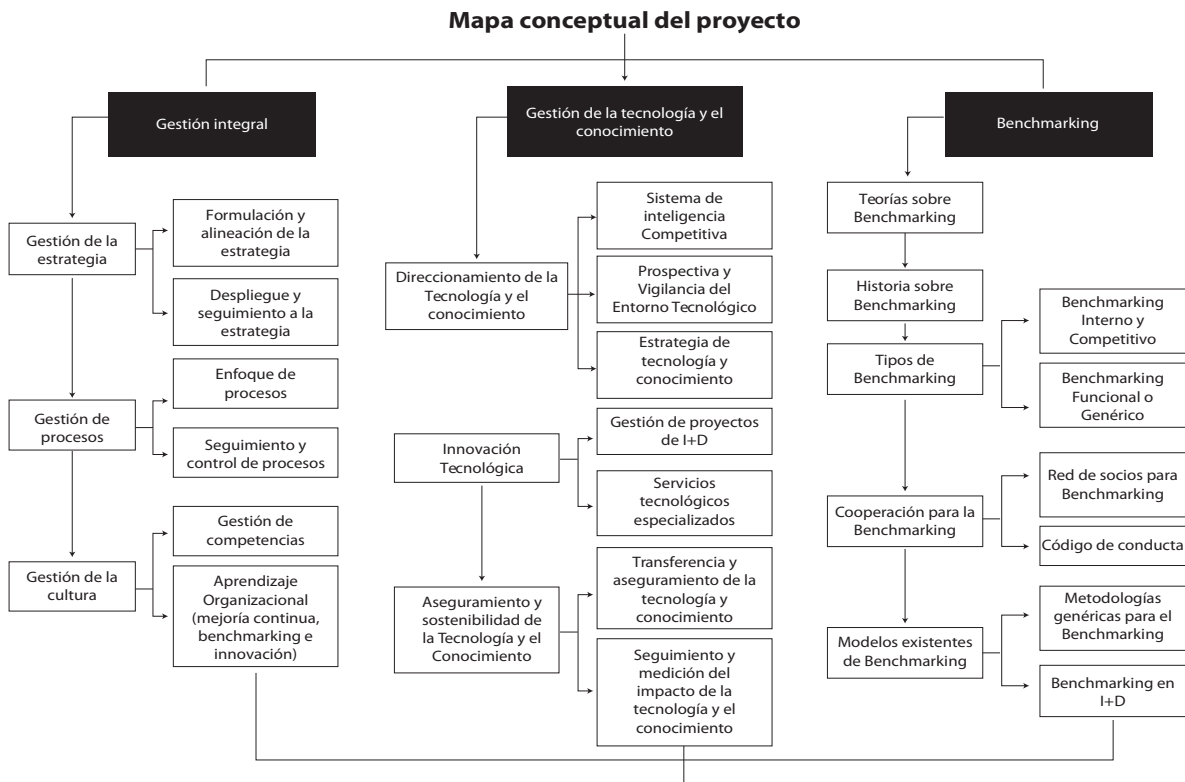 Mapa conceptual del proyecto
Gestión integral
Gestión de la
estrategia
Formulación y
alineación de la
estrategia
Despliegue y
seguimiento a la
estrategia
Gestión de
procesos
Enfoque de
procesos
Seguimiento y
control de procesos
Gestión de la
cultura
Gestión de
competencias
Aprendizaje
Organizacional
(mejoría continua,
benchmarking e
innovación)
Gestión de la tecnología y el
conocimiento
Direccionamiento de la
Tecnología y el
conocimiento
Sistema de
inteligencia
Competitiva
Prospectiva y
Vigilancia del
Entorno Tecnológico
Estrategia de
tecnología y
conocimiento
Innovación
Tecnológica
Gestión de proyectos
de I+D
Servicios
tecnológicos
especializados
Aseguramiento y
sostenibilidad de
la Tecnología y el
Conocimiento
Transferencia y
aseguramiento de la
tecnología y
conocimiento
Seguimiento y
medición del
impacto de la
tecnología y el
conocimiento
Benchmarking
Teorías sobre
Benchmarking
Historia sobre
Benchmarking
Tipos de
Benchmarking
Benchmarking
Interno y
Competitivo
Benchmarking
Funcional o
Genérico
Cooperación para la
Benchmarking
Red de socios para
Benchmarking
Código de conducta
Modelos existentes
de Benchmarking
Metodologías
genéricas para el
Benchmarking
Benchmarking en
I+D